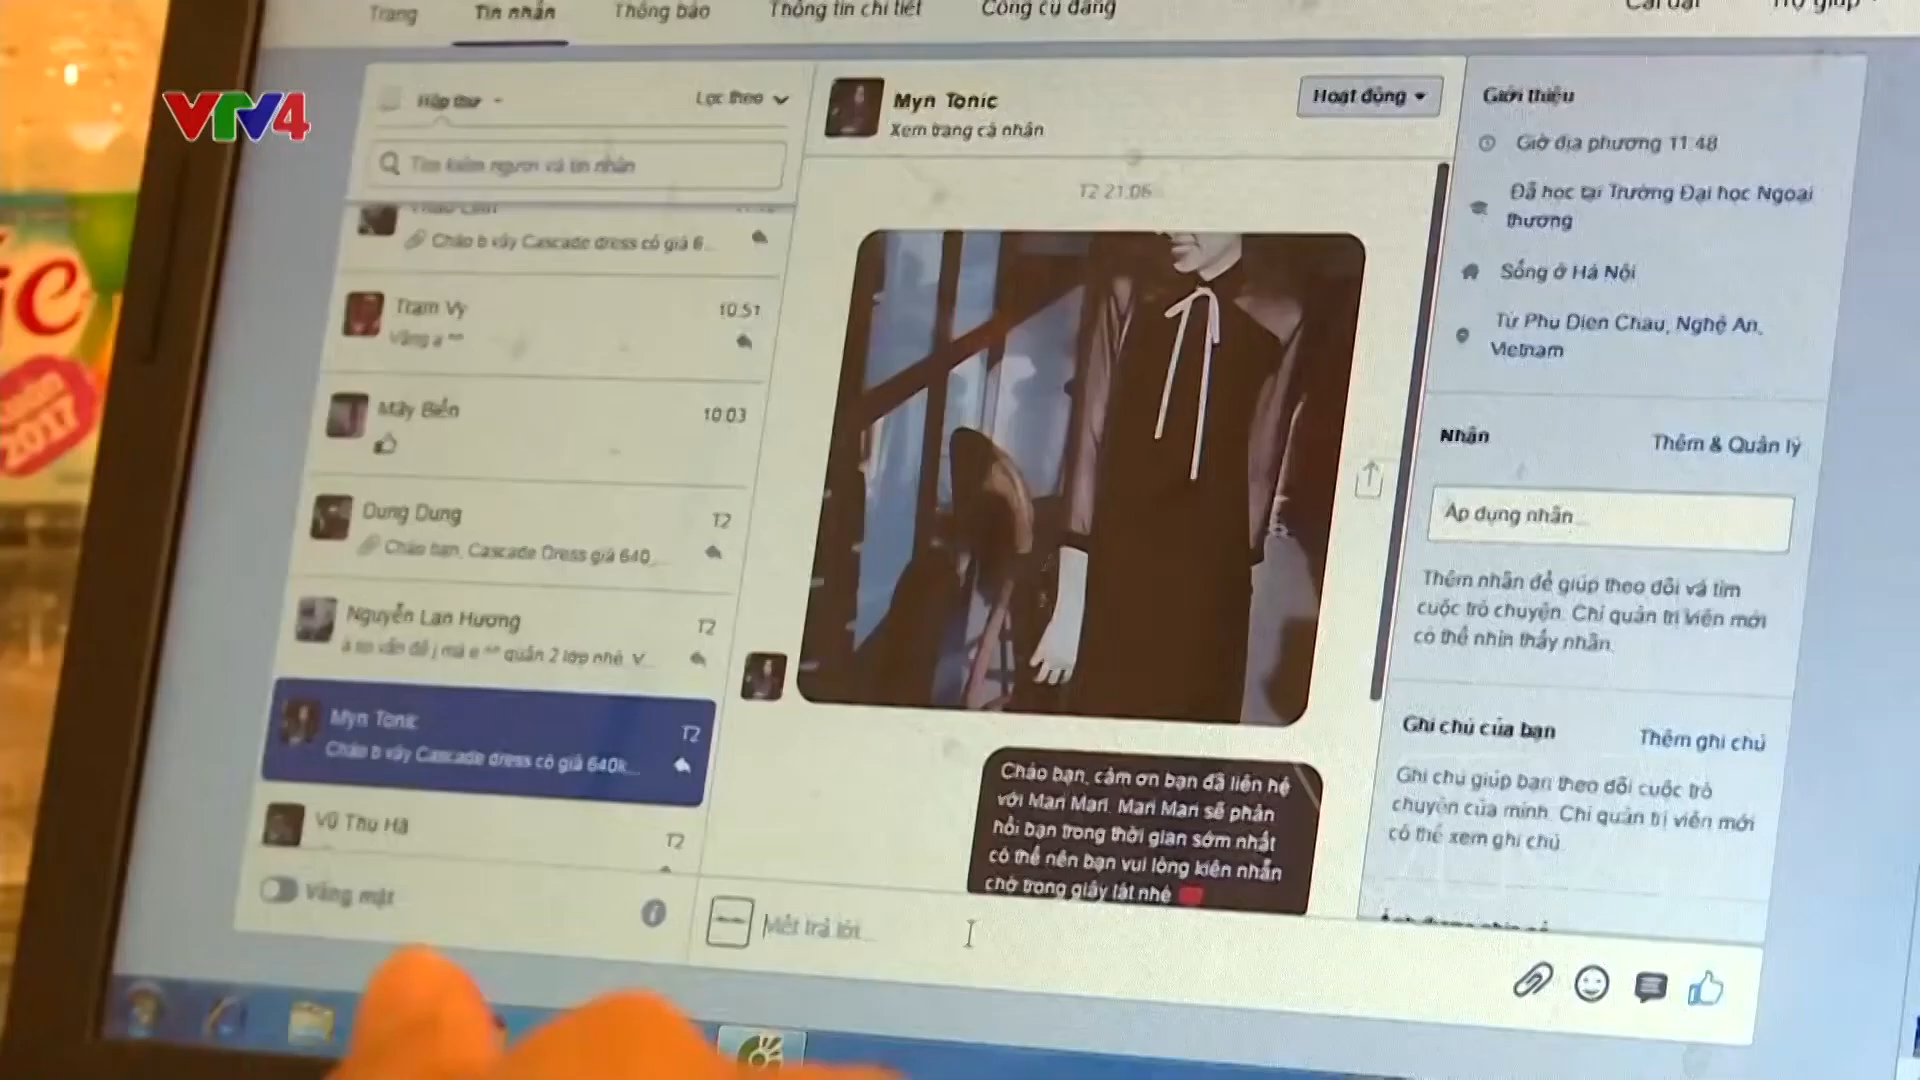 VTV4
Trang
Tin nhắn
Thông báo
Thông tin chi tiết
Công cụ đăng
Cài đặt
Trợ giúp
Hộp thư
Lọc theo
Tìm kiếm người và tin nhắn
Chào b váy Cascade dress có giá 6...
Tram Vy
10:51
Vâng ạ ^^
Mây Biển
10:03
Dung Dung
T2
Chào bạn, Cascade Dress giá 640...
Nguyễn Lan Hương
T2
quần 2 lớp nhé. V...
Myn Tonic
T2
Chào b váy Cascade dress có giá 640k...
Vũ Thu Hà
T2
Vắng mặt
Myn Tonic
Xem trang cá nhân
Hoạt động
T2 21:06
Chào bạn, cảm ơn bạn đã liên hệ
với Mari Mari. Mari Mari sẽ phản
hồi bạn trong thời gian sớm nhất
có thể nên bạn vui lòng kiên nhẫn
chờ trong giây lát nhé
trả lời...
Giới thiệu
Giờ địa phương 11:48
Đã học tại Trường Đại học Ngoại
thương
Sống ở Hà Nội
Từ Phu Dien Chau, Nghệ An,
Vietnam
Nhãn
Thêm & Quản lý
Áp dụng nhãn...
Thêm nhãn để giúp theo dõi và tìm
cuộc trò chuyện. Chỉ quản trị viên mới
có thể nhìn thấy nhãn.
Ghi chú của bạn
Thêm ghi chú
Ghi chú giúp bạn theo dõi cuộc trò
chuyện của mình. Chỉ quản trị viên mới
có thể xem ghi chú.
2017